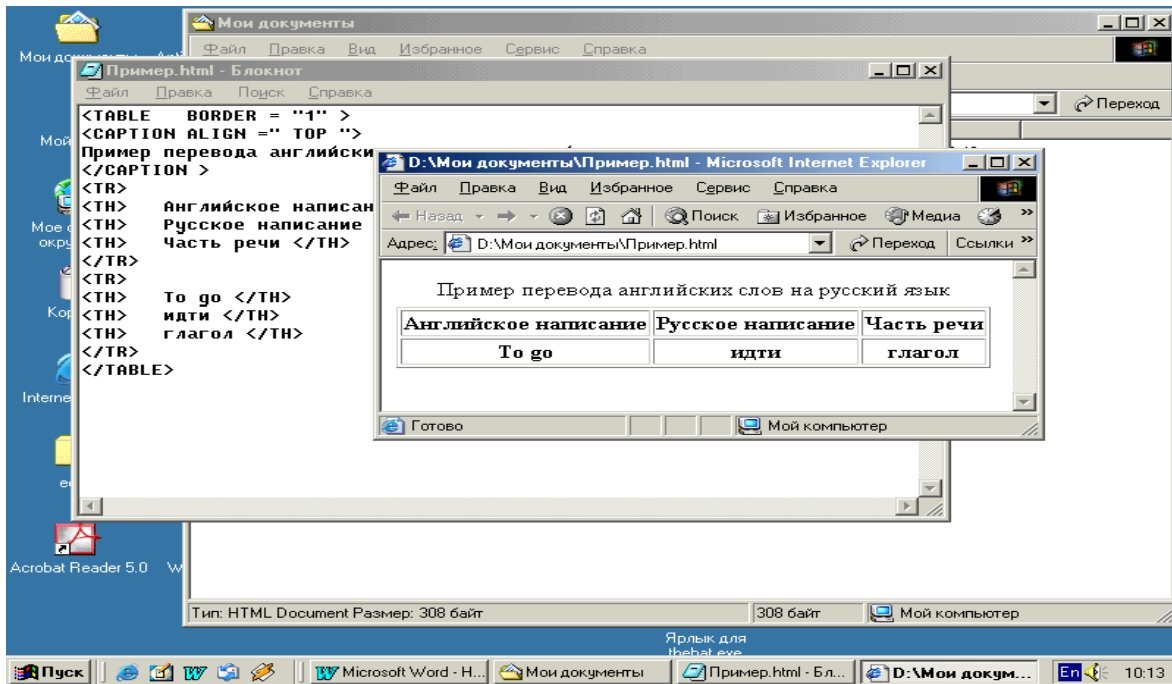 Мои документы
Файл Правка Вид Избранное Сервис Справка
Переход
Пример.html - Блокнот
Файл Правка Поиск Справка
<TABLE BORDER = "1" >
<CAPTION ALIGN =" TOP ">
Пример перевода английски
</CAPTION >
<TR>
<TH> Английское написан
<TH> Русское написание
<TH> Часть речи </TH>
</TR>
<TR>
<TH> To go </TH>
<TH> идти </TH>
<TH> глагол </TH>
</TR>
</TABLE>
D:\Мои документы\Пример.html - Microsoft Internet Explorer
Файл Правка Вид Избранное Сервис Справка
Назад Поиск Избранное Медиа »
Адрес: D:\Мои документы\Пример.html Переход Ссылки »
Пример перевода английских слов на русский язык
Английское написание Русское написание Часть речи
To go идти глагол
Готово Мой компьютер
Мои
Мой
Мое
окру
Кор
Interne
Acrobat Reader 5.0 W
Тип: HTML Document Размер: 308 байт 308 байт Мой компьютер
Ярлык для
thebat.exe
Пуск Microsoft Word - Н... Мои документы Пример.html - Бл... D:\Мои докум... En 10:13